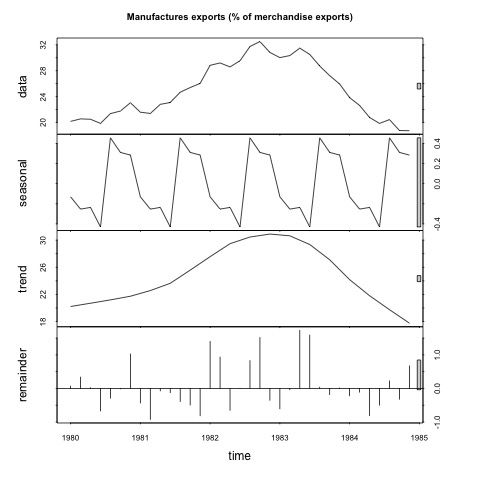 Manufactures exports (% of merchandise exports)
data
20 24 28 32
seasonal
-0.4 0.0 0.2 0.4
trend
18 22 26 30
remainder
-1.0 0.0 1.0
1980 1981 1982 1983 1984 1985
time